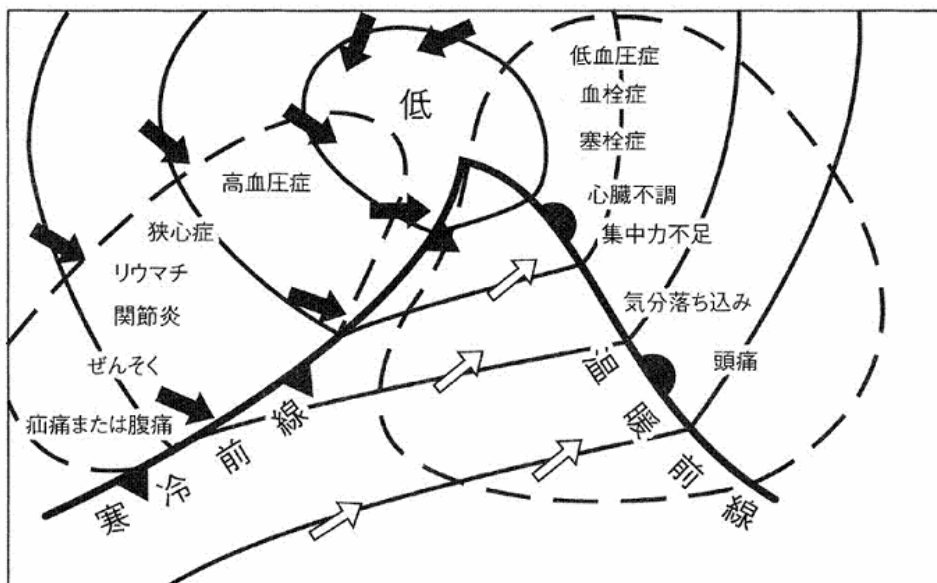 低
低血圧症
血栓症
塞栓症
心臓不調
集中力不足
気分落ち込み
頭痛
高血圧症
狭心症
リウマチ
関節炎
ぜんそく
疝痛または腹痛
寒冷前線
温暖前線